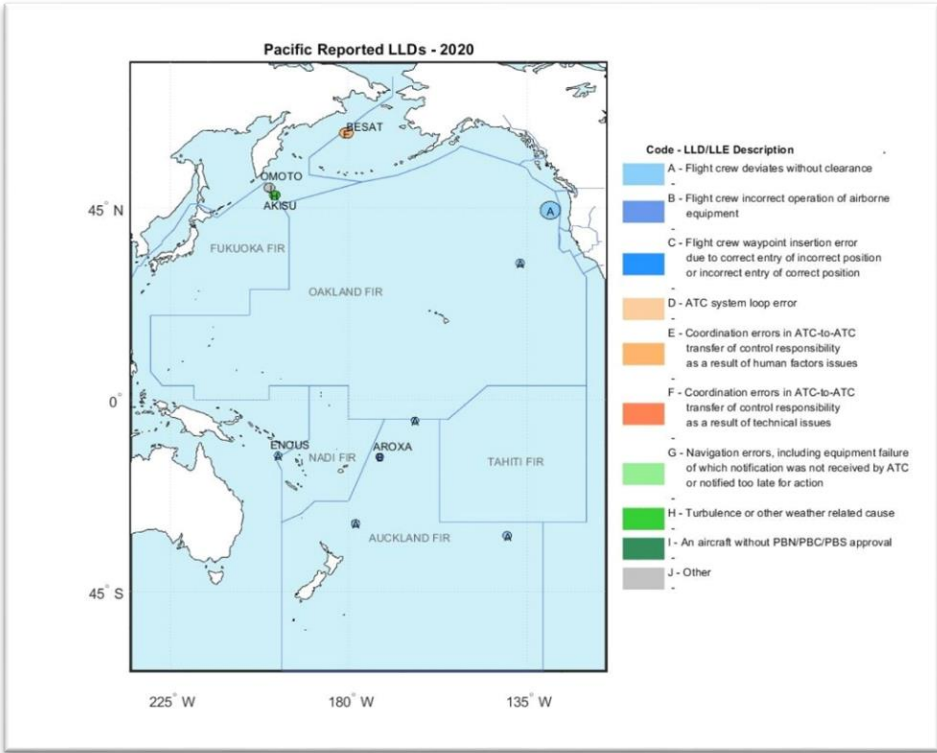 Pacific Reported LLDs - 2020
BESAT
E
OMOTO
J
H
AKISU
45° N
A
FUKUOKA FIR
A
OAKLAND FIR
0°
A
ENOUS
A
NADI FIR
AROXA
TAHITI FIR
A
AUCKLAND FIR
A
45° S
225° W
180° W
135° W
Code - LLD/LLE Description
A - Flight crew deviates without clearance
-
B - Flight crew incorrect operation of airborne
equipment
-
C - Flight crew waypoint insertion error
due to correct entry of incorrect position
or incorrect entry of correct position
-
D - ATC system loop error
-
E - Coordination errors in ATC-to-ATC
transfer of control responsibility
as a result of human factors issues
-
F - Coordination errors in ATC-to-ATC
transfer of control responsibility
as a result of technical issues
-
G - Navigation errors, including equipment failure
of which notification was not received by ATC
or notified too late for action
-
H - Turbulence or other weather related cause
-
I - An aircraft without PBN/PBC/PBS approval
-
J - Other
-